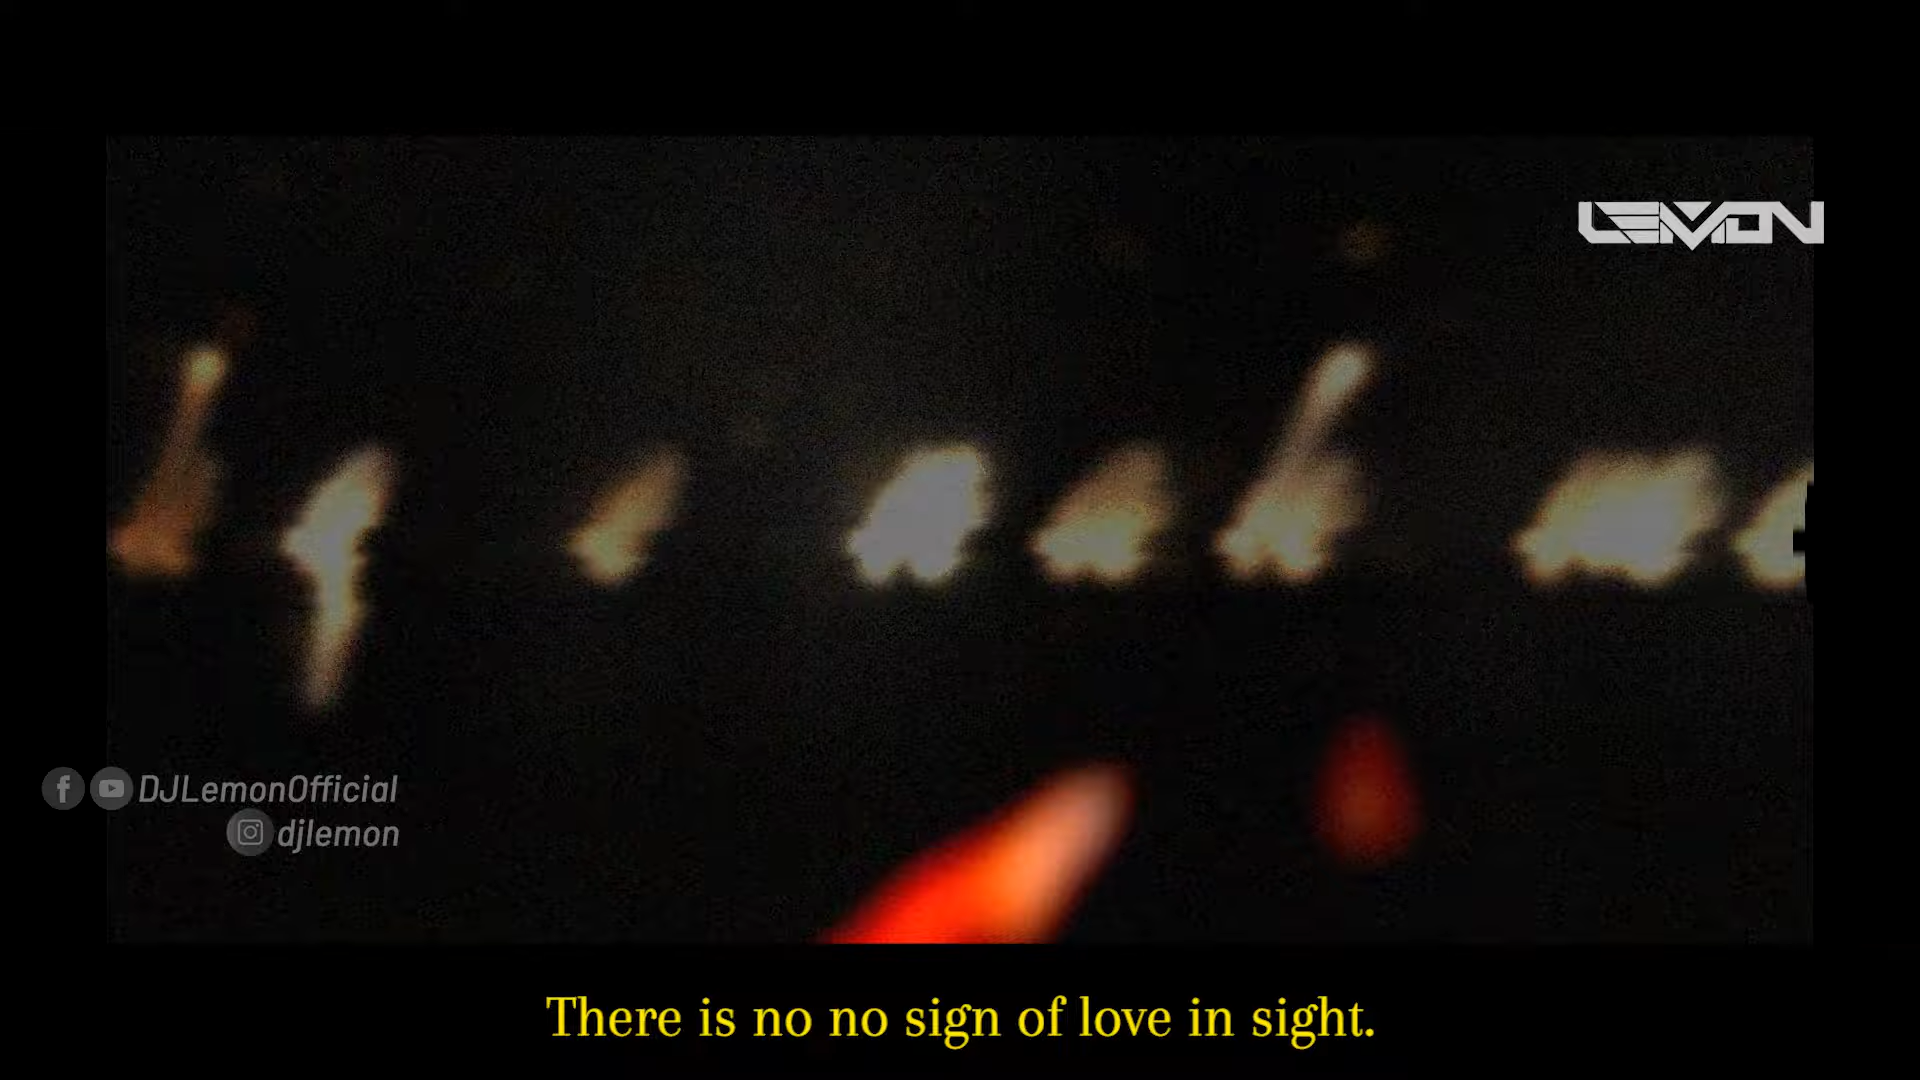 LEMON
DJLemonOfficial
djlemon
There is no no sign of love in sight.